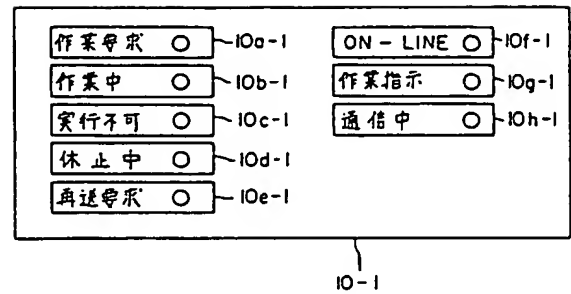 作業要求 10a-1
作業中 10b-1
実行不可 10c-1
休止中 10d-1
再送要求 10e-1
ON-LINE 10f-1
作業指示 10g-1
通信中 10h-1
10-1